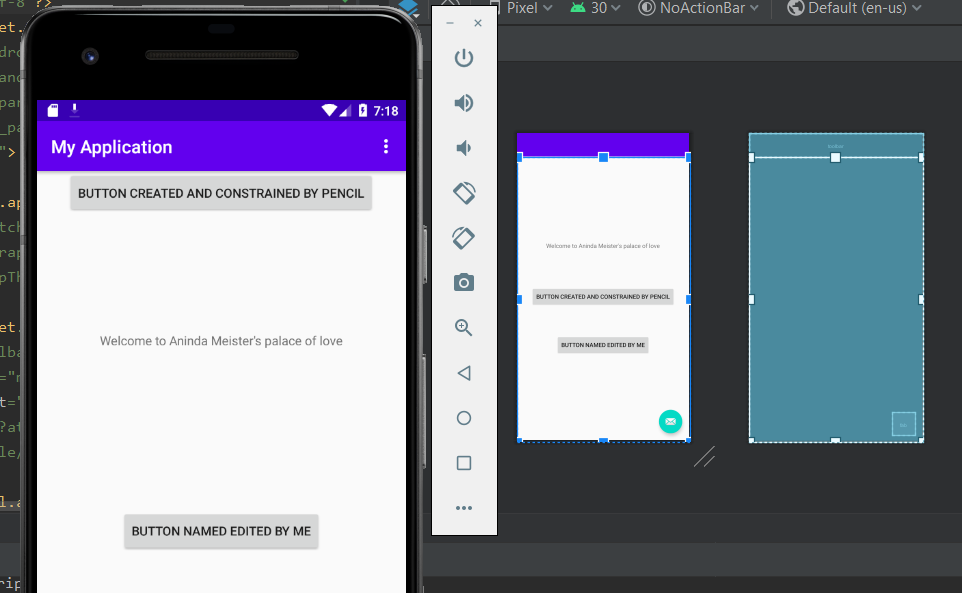 Pixel
30
NoActionBar
Default (en-us)
7:18
My Application
BUTTON CREATED AND CONSTRAINED BY PENCIL
Welcome to Aninda Meister's palace of love
BUTTON NAMED EDITED BY ME
Welcome to Aninda Meister's palace of love
BUTTON CREATED AND CONSTRAINED BY PENCIL
BUTTON NAMED EDITED BY ME